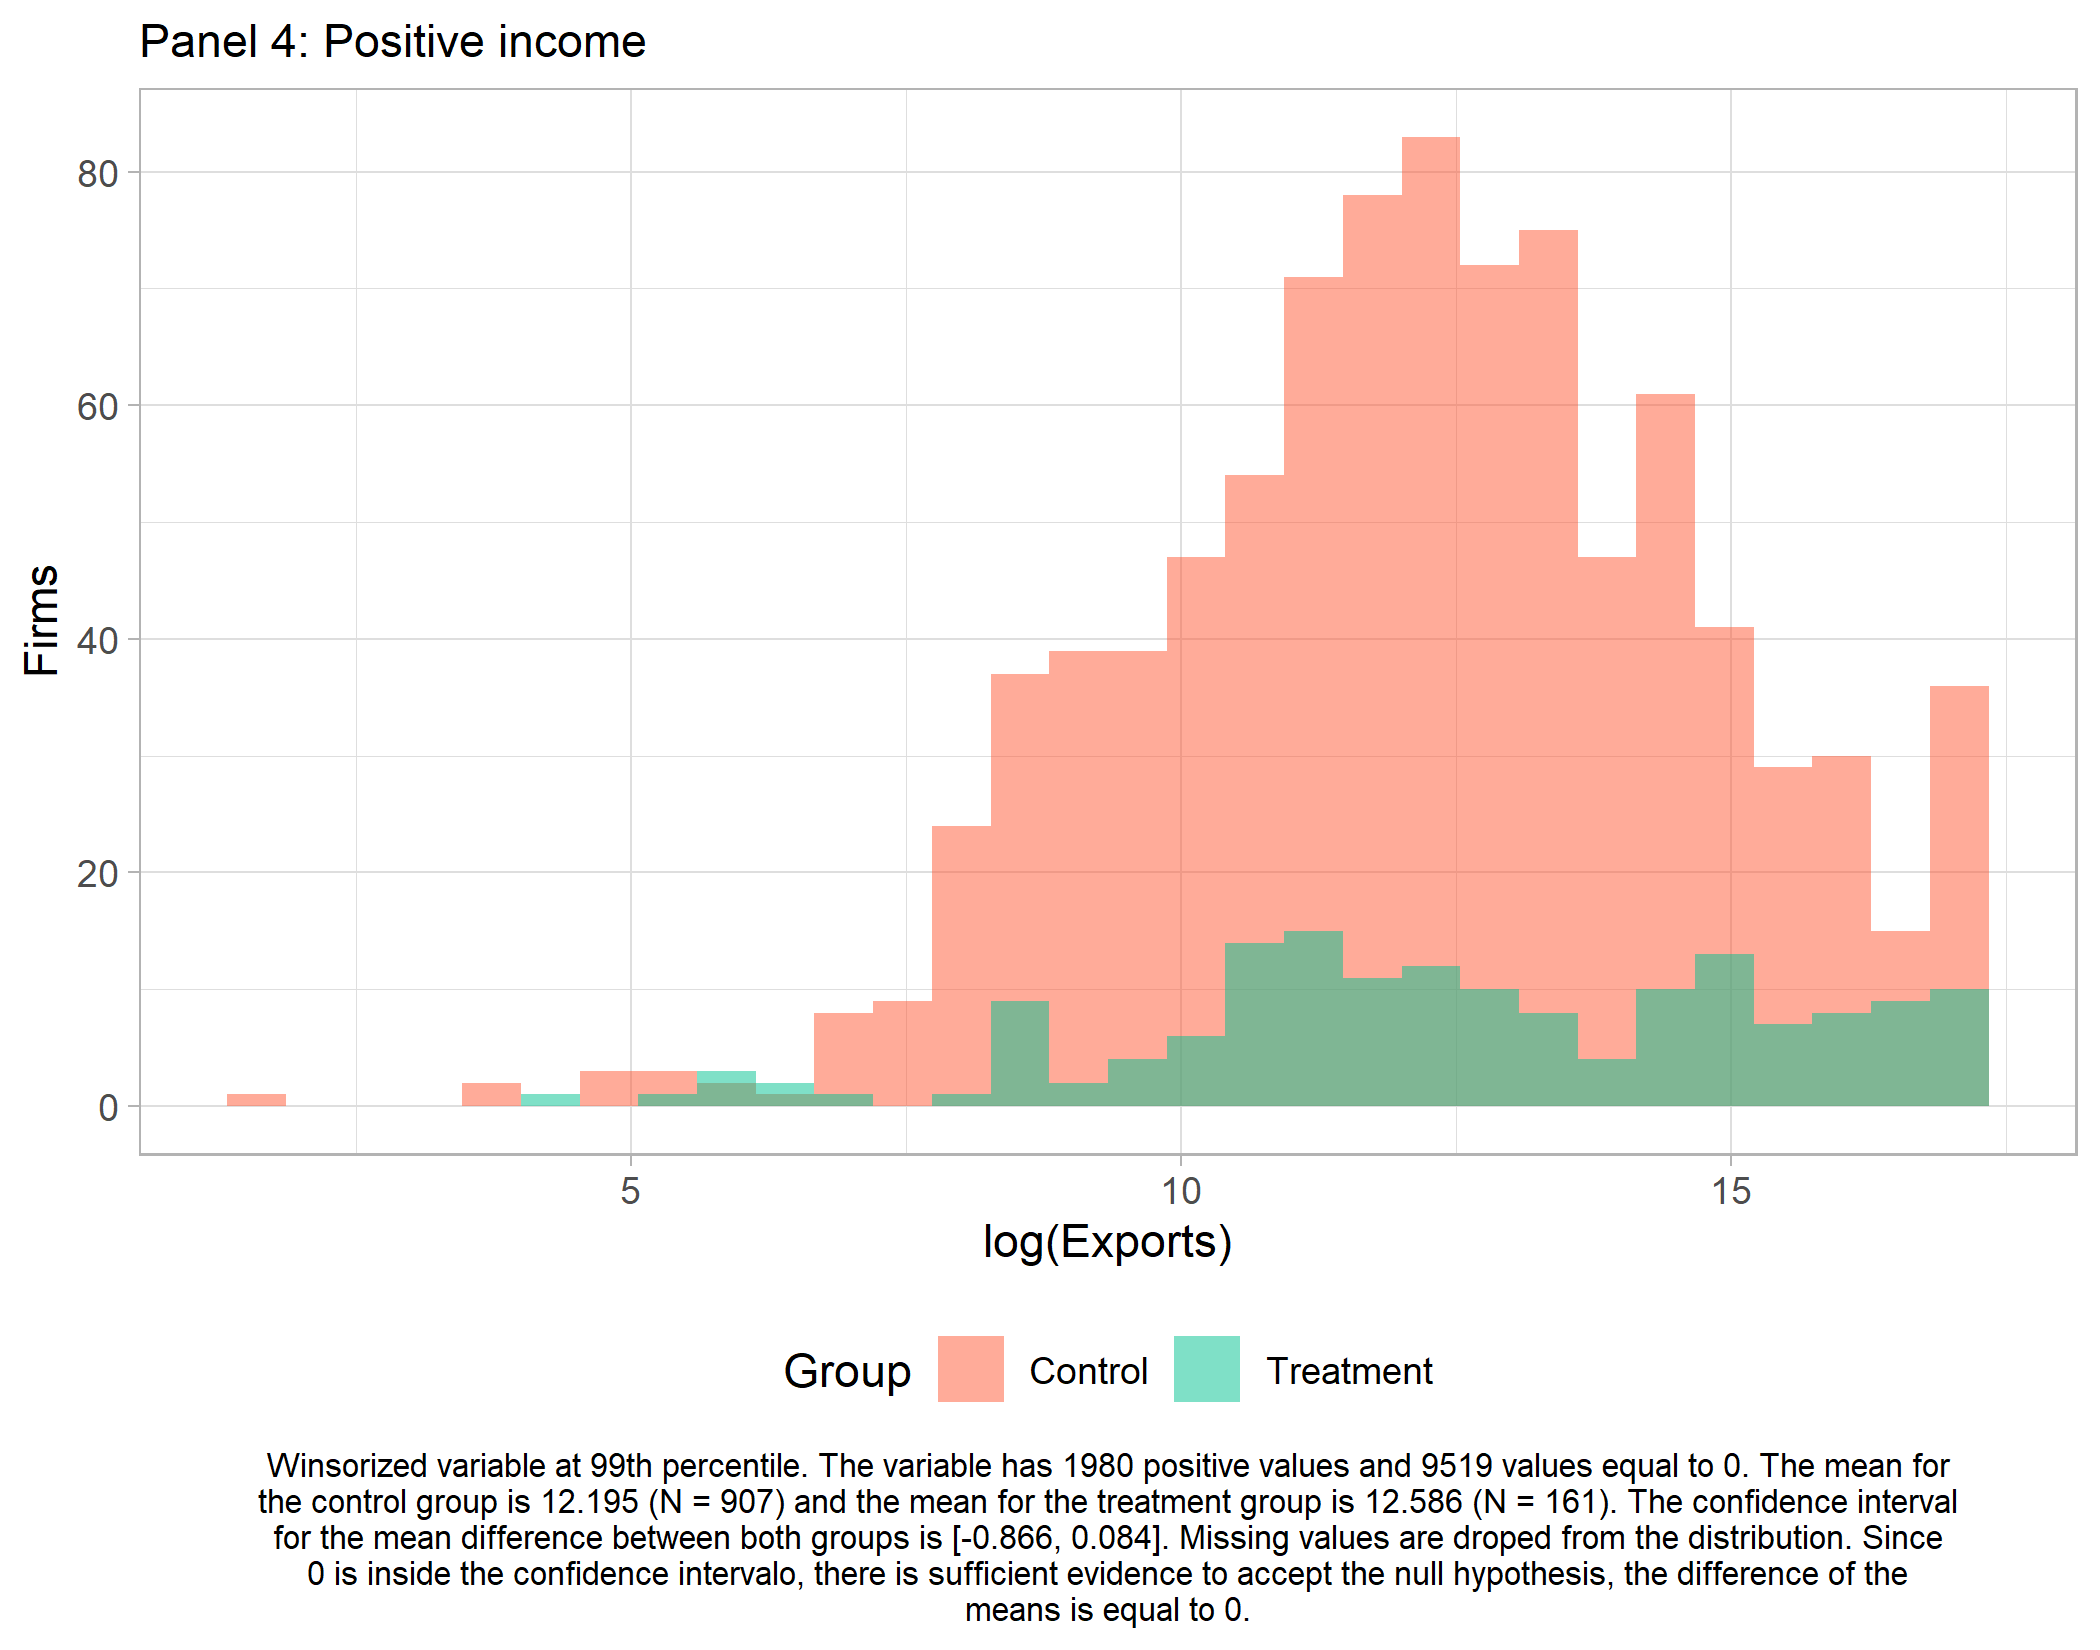 Panel 4: Positive income
80
60
40
20
0
Firms
5 10 15
log(Exports)
Group Control Treatment
Winsorized variable at 99th percentile. The variable has 1980 positive values and 9519 values equal to 0. The mean for
the control group is 12.195 (N = 907) and the mean for the treatment group is 12.586 (N = 161). The confidence interval
for the mean difference between both groups is [-0.866, 0.084]. Missing values are droped from the distribution. Since
0 is inside the confidence intervalo, there is sufficient evidence to accept the null hypothesis, the difference of the
means is equal to 0.